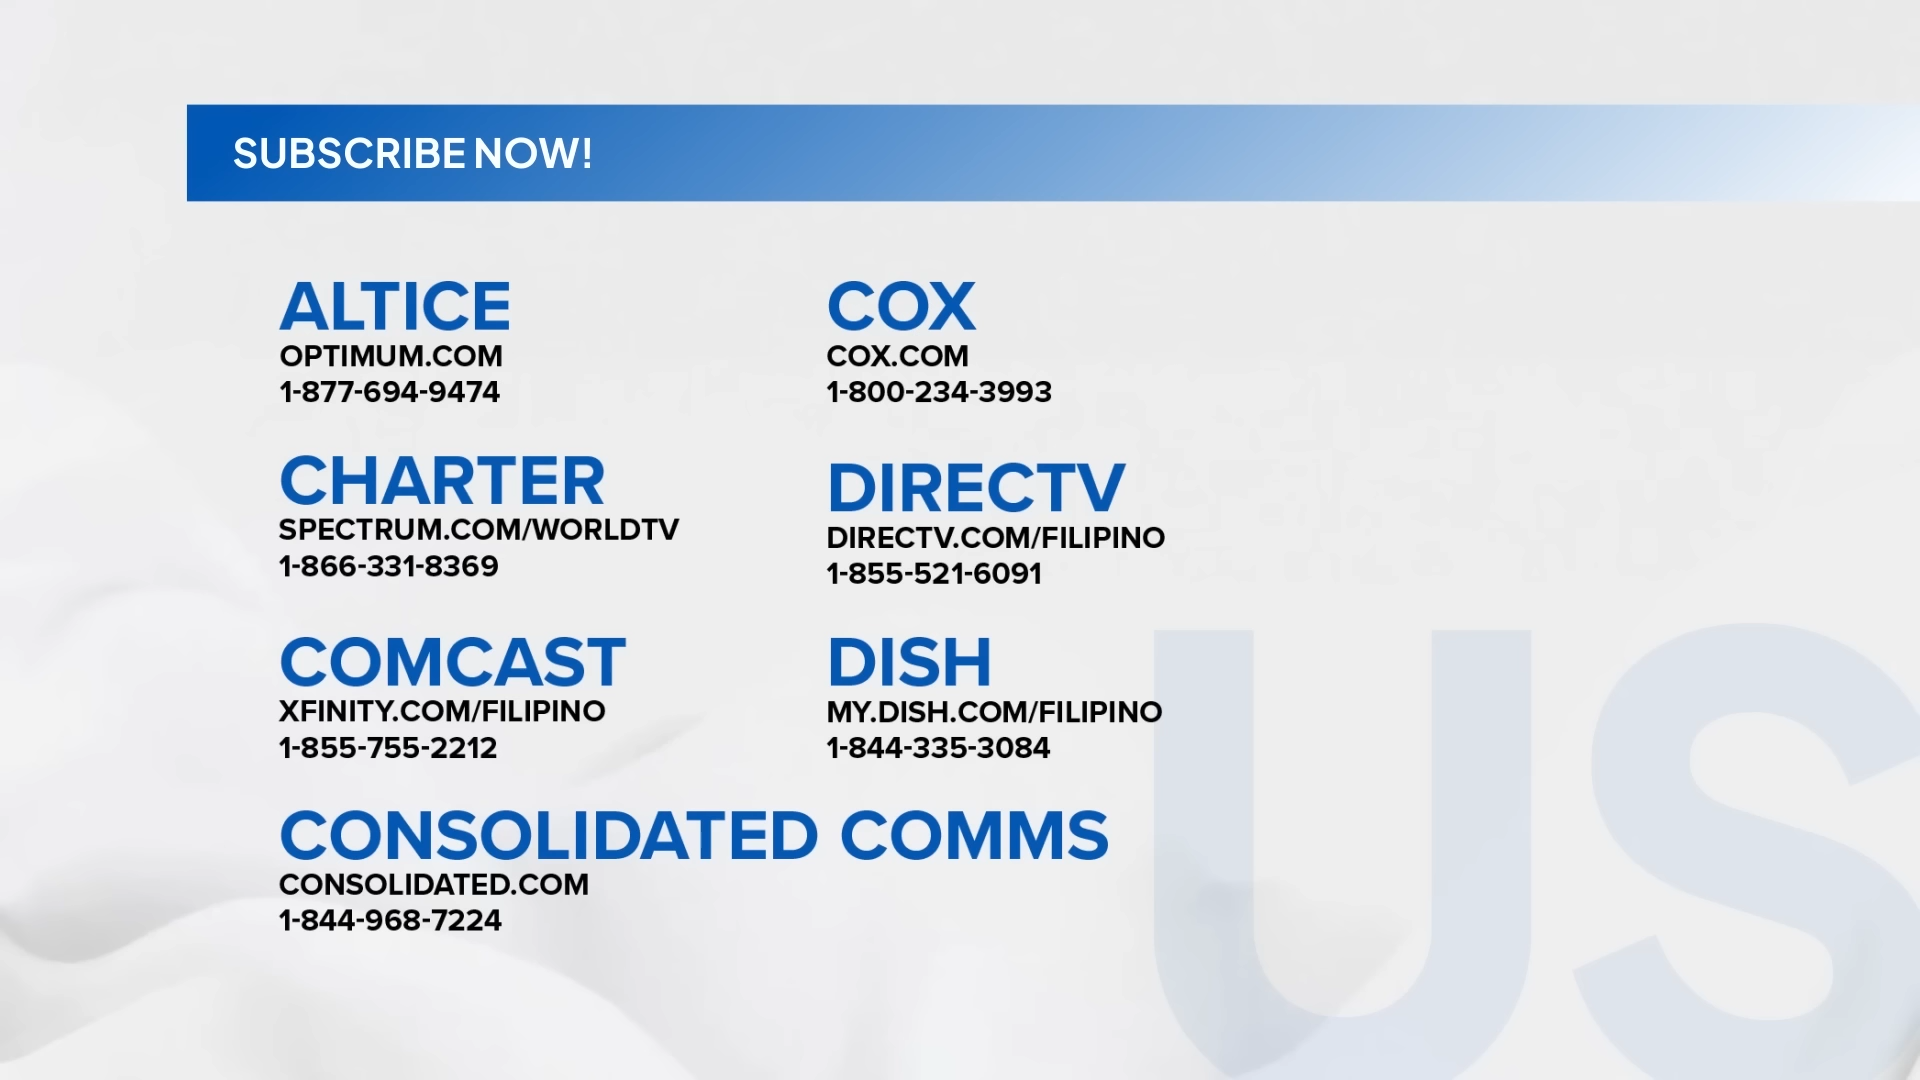 SUBSCRIBE NOW!
ALTICE
OPTIMUM.COM
1-877-694-9474
CHARTER
SPECTRUM.COM/WORLDTV
1-866-331-8369
COMCAST
XFINITY.COM/FILIPINO
1-855-755-2212
CONSOLIDATED COMMS
CONSOLIDATED.COM
1-844-968-7224
COX
COX.COM
1-800-234-3993
DIRECTV
DIRECTV.COM/FILIPINO
1-855-521-6091
DISH
MY.DISH.COM/FILIPINO
1-844-335-3084
US